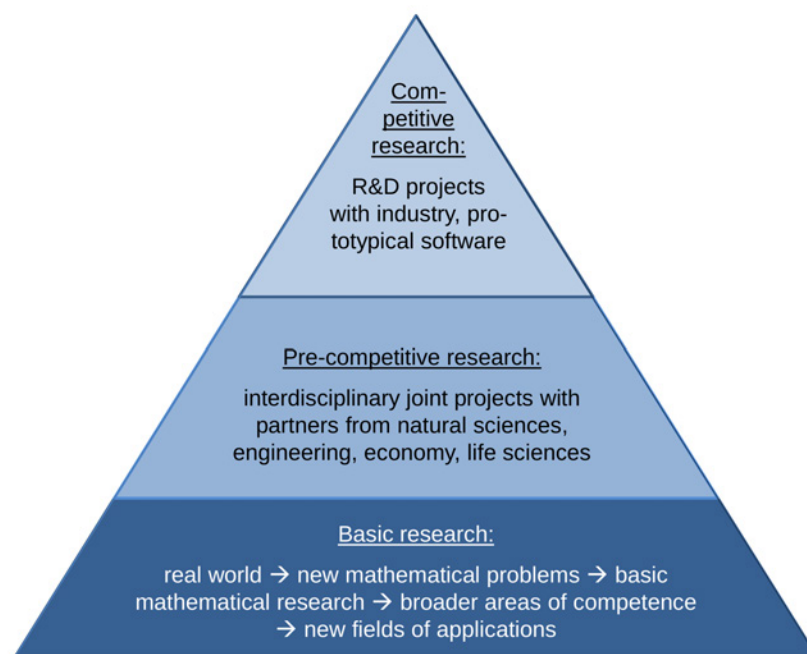 Com-
petitive
research:
R&D projects
with industry, pro-
totypical software
Pre-competitive research:
interdisciplinary joint projects with
partners from natural sciences,
engineering, economy, life sciences
Basic research:
real world → new mathematical problems → basic
mathematical research → broader areas of competence
→ new fields of applications